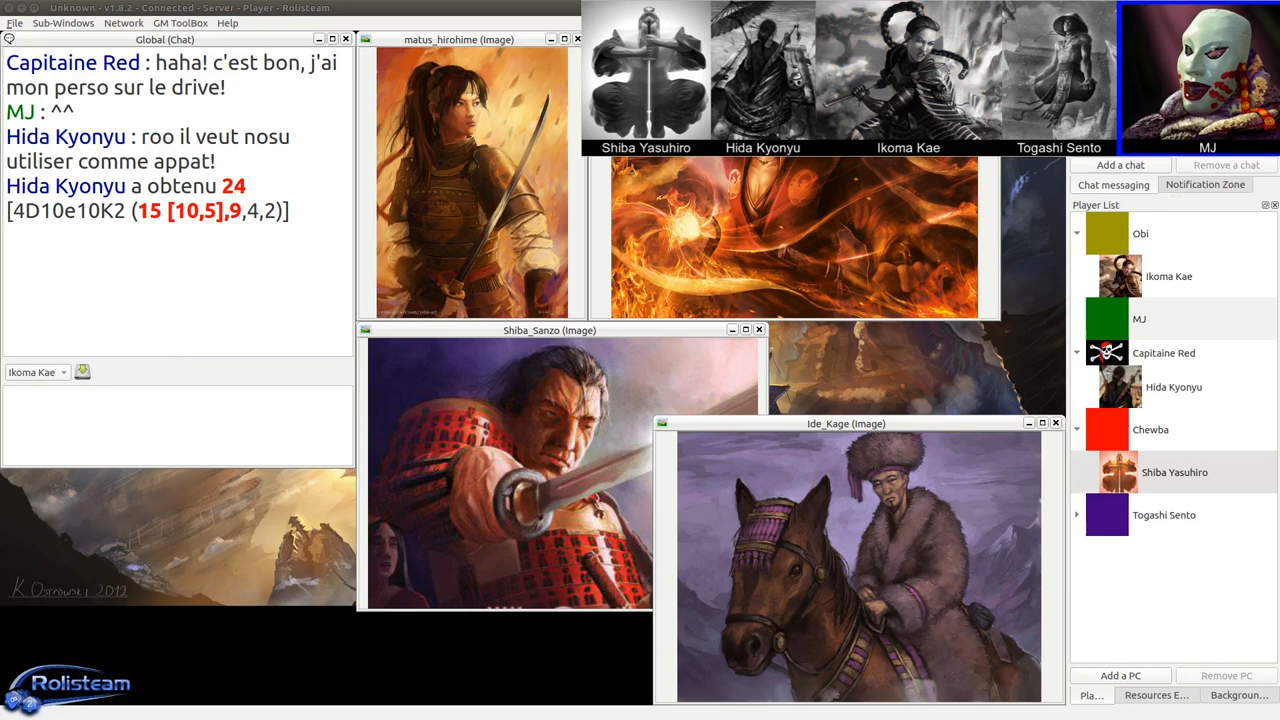 Unknown - v1.8.2 - Connected - Server - Player - Rolisteam
File Sub-Windows Network GM ToolBox Help
Global (Chat)
Capitaine Red : haha! c'est bon, j'ai
mon perso sur le drive!
MJ : ^^
Hida Kyonyu : roo il veut nosu
utiliser comme appat!
Hida Kyonyu a obtenu 24
[4D10e10K2 (15 [10,5],9,4,2)]
Ikoma Kae
matus_hirohime (Image)
Shiba_Sanzo (Image)
Ide_Kage (Image)
Shiba Yasuhiro
Hida Kyonyu
Ikoma Kae
Togashi Sento
MJ
Add a chat
Remove a chat
Chat messaging
Notification Zone
Player List
Obi
Ikoma Kae
MJ
Capitaine Red
Hida Kyonyu
Chewba
Shiba Yasuhiro
Togashi Sento
Add a PC
Remove PC
Pla...
Resources E...
Backgroun...
K Ostrowski 2012
Rolisteam